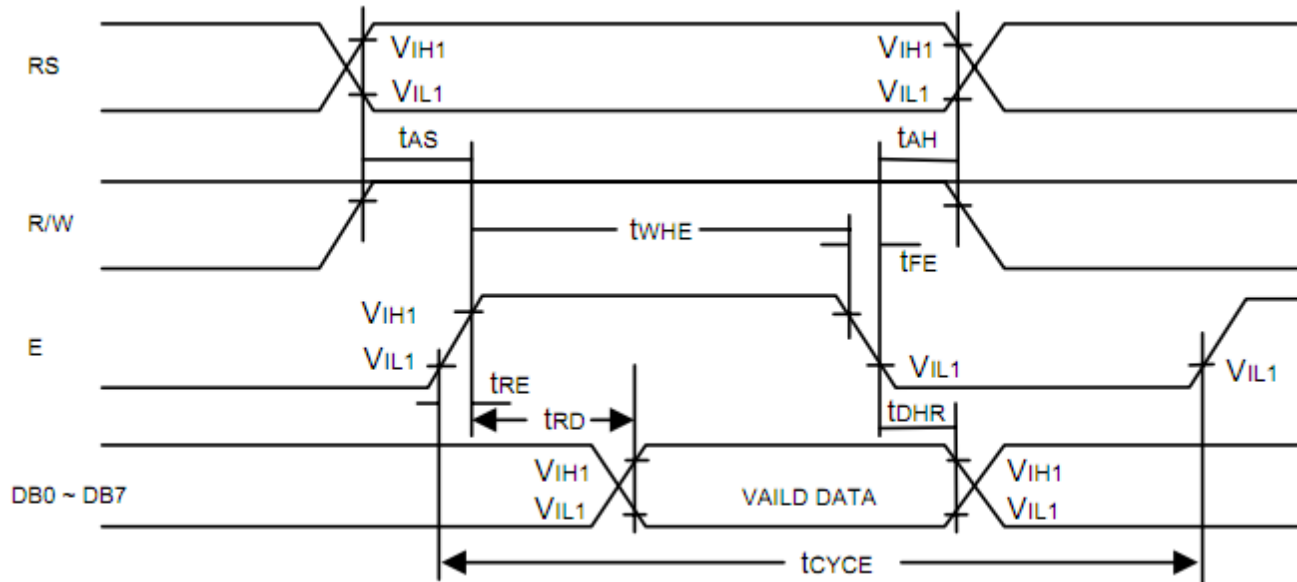 RS
VIH1
VIL1
VIH1
VIL1
tAS
tAH
R/W
tWHE
tFE
E
VIH1
VIL1
VIL1
VIL1
tRE
tRD
tDHR
DB0 ~ DB7
VIH1
VIL1
VAILD DATA
VIH1
VIL1
tCYCE